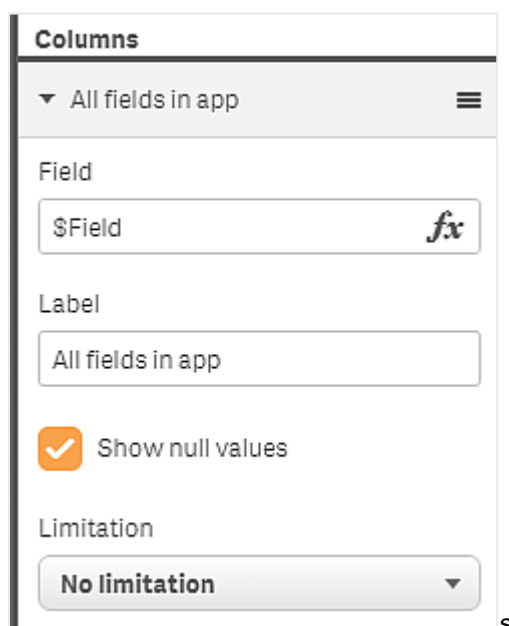 Columns
All fields in app
Field
$Field fx
Label
All fields in app
Show null values
Limitation
No limitation
s